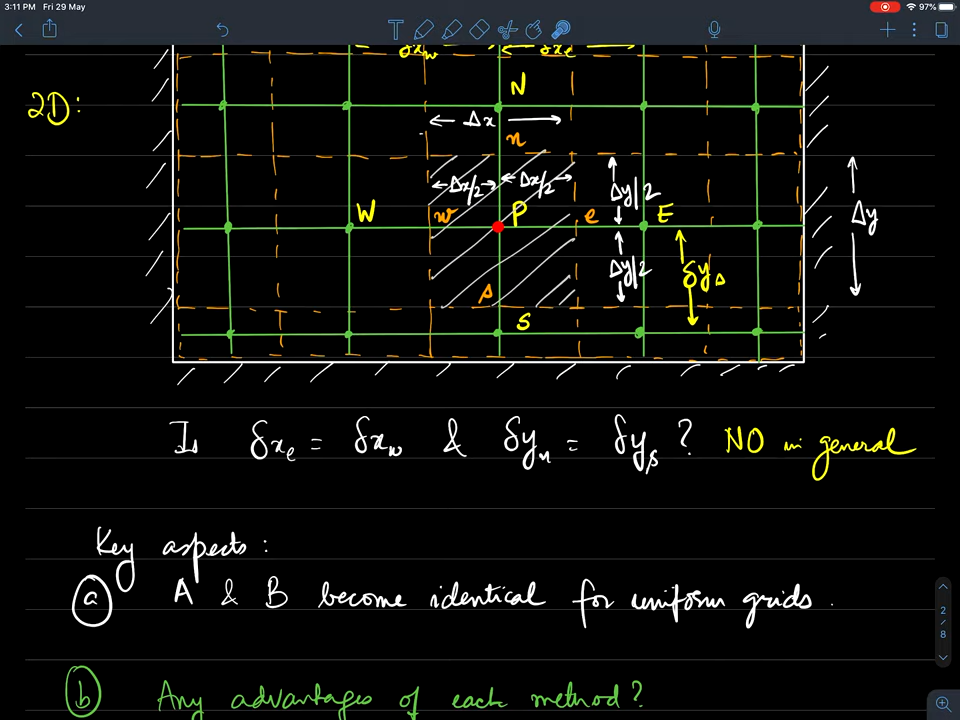 3:11 PM Fri 29 May
97%
T
δx_w δx_e
2D:
N
Δx
n
Δx/2 Δx/2
Δy/2
W w P e E
Δy
Δy/2
δy_s
s
S
Is δx_e = δx_w & δy_n = δy_s ? NO in general
Key aspects :
(a) A & B become identical for uniform grids .
2
/
8
(b) Any advantages of each method?